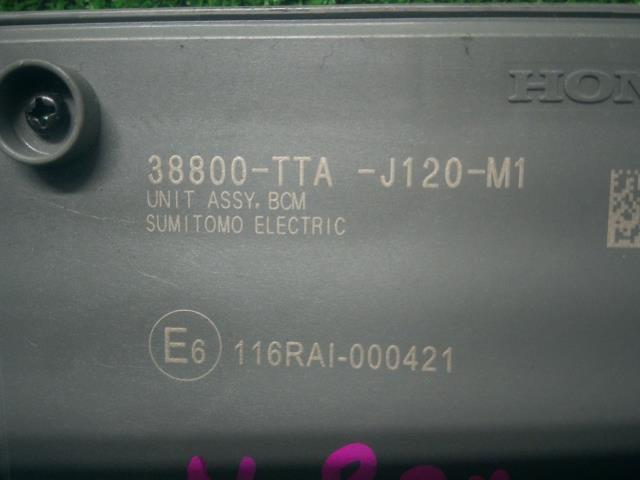 HON
38800-TTA -J120-M1
UNIT ASSY. BCM
SUMITOMO ELECTRIC
E6 116RAI-000421